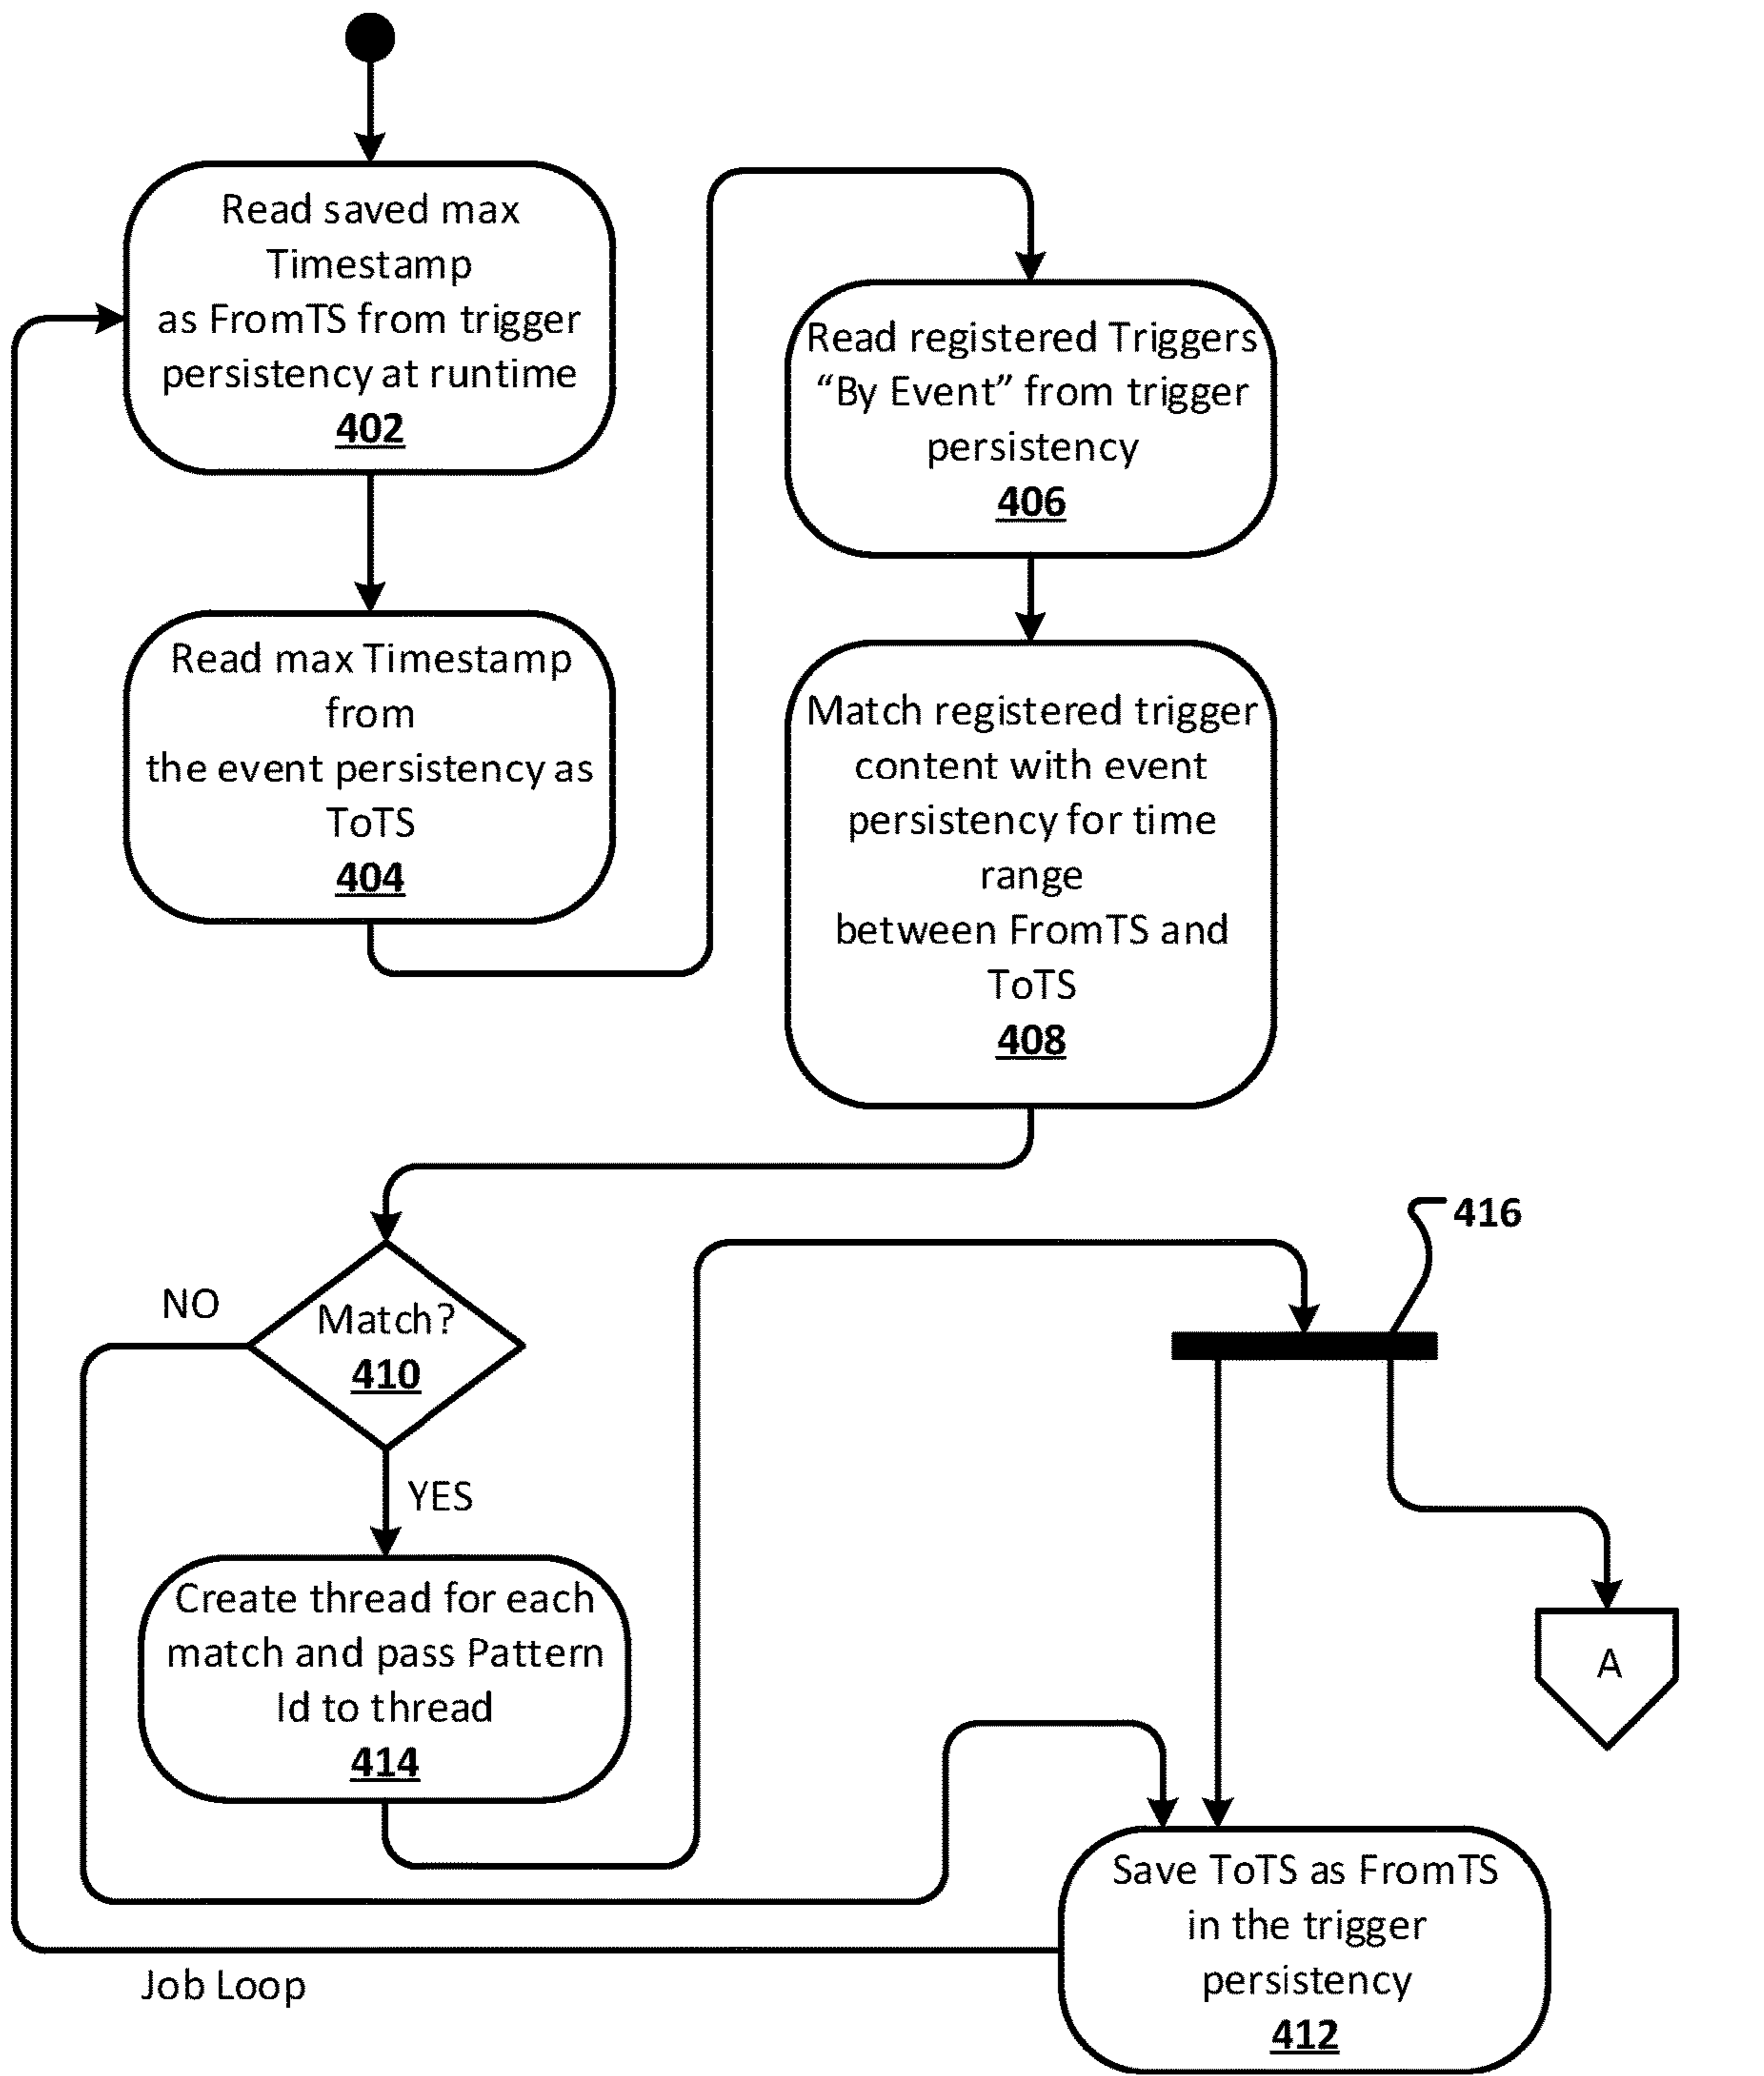 Read saved max
Timestamp
as FromTS from trigger
persistency at runtime
402
Read max Timestamp
from
the event persistency as
ToTS
404
Read registered Triggers
“By Event” from trigger
persistency
406
Match registered trigger
content with event
persistency for time
range
between FromTS and
ToTS
408
416
NO
Match?
410
YES
Create thread for each
match and pass Pattern
Id to thread
414
A
Save ToTS as FromTS
in the trigger
persistency
412
Job Loop